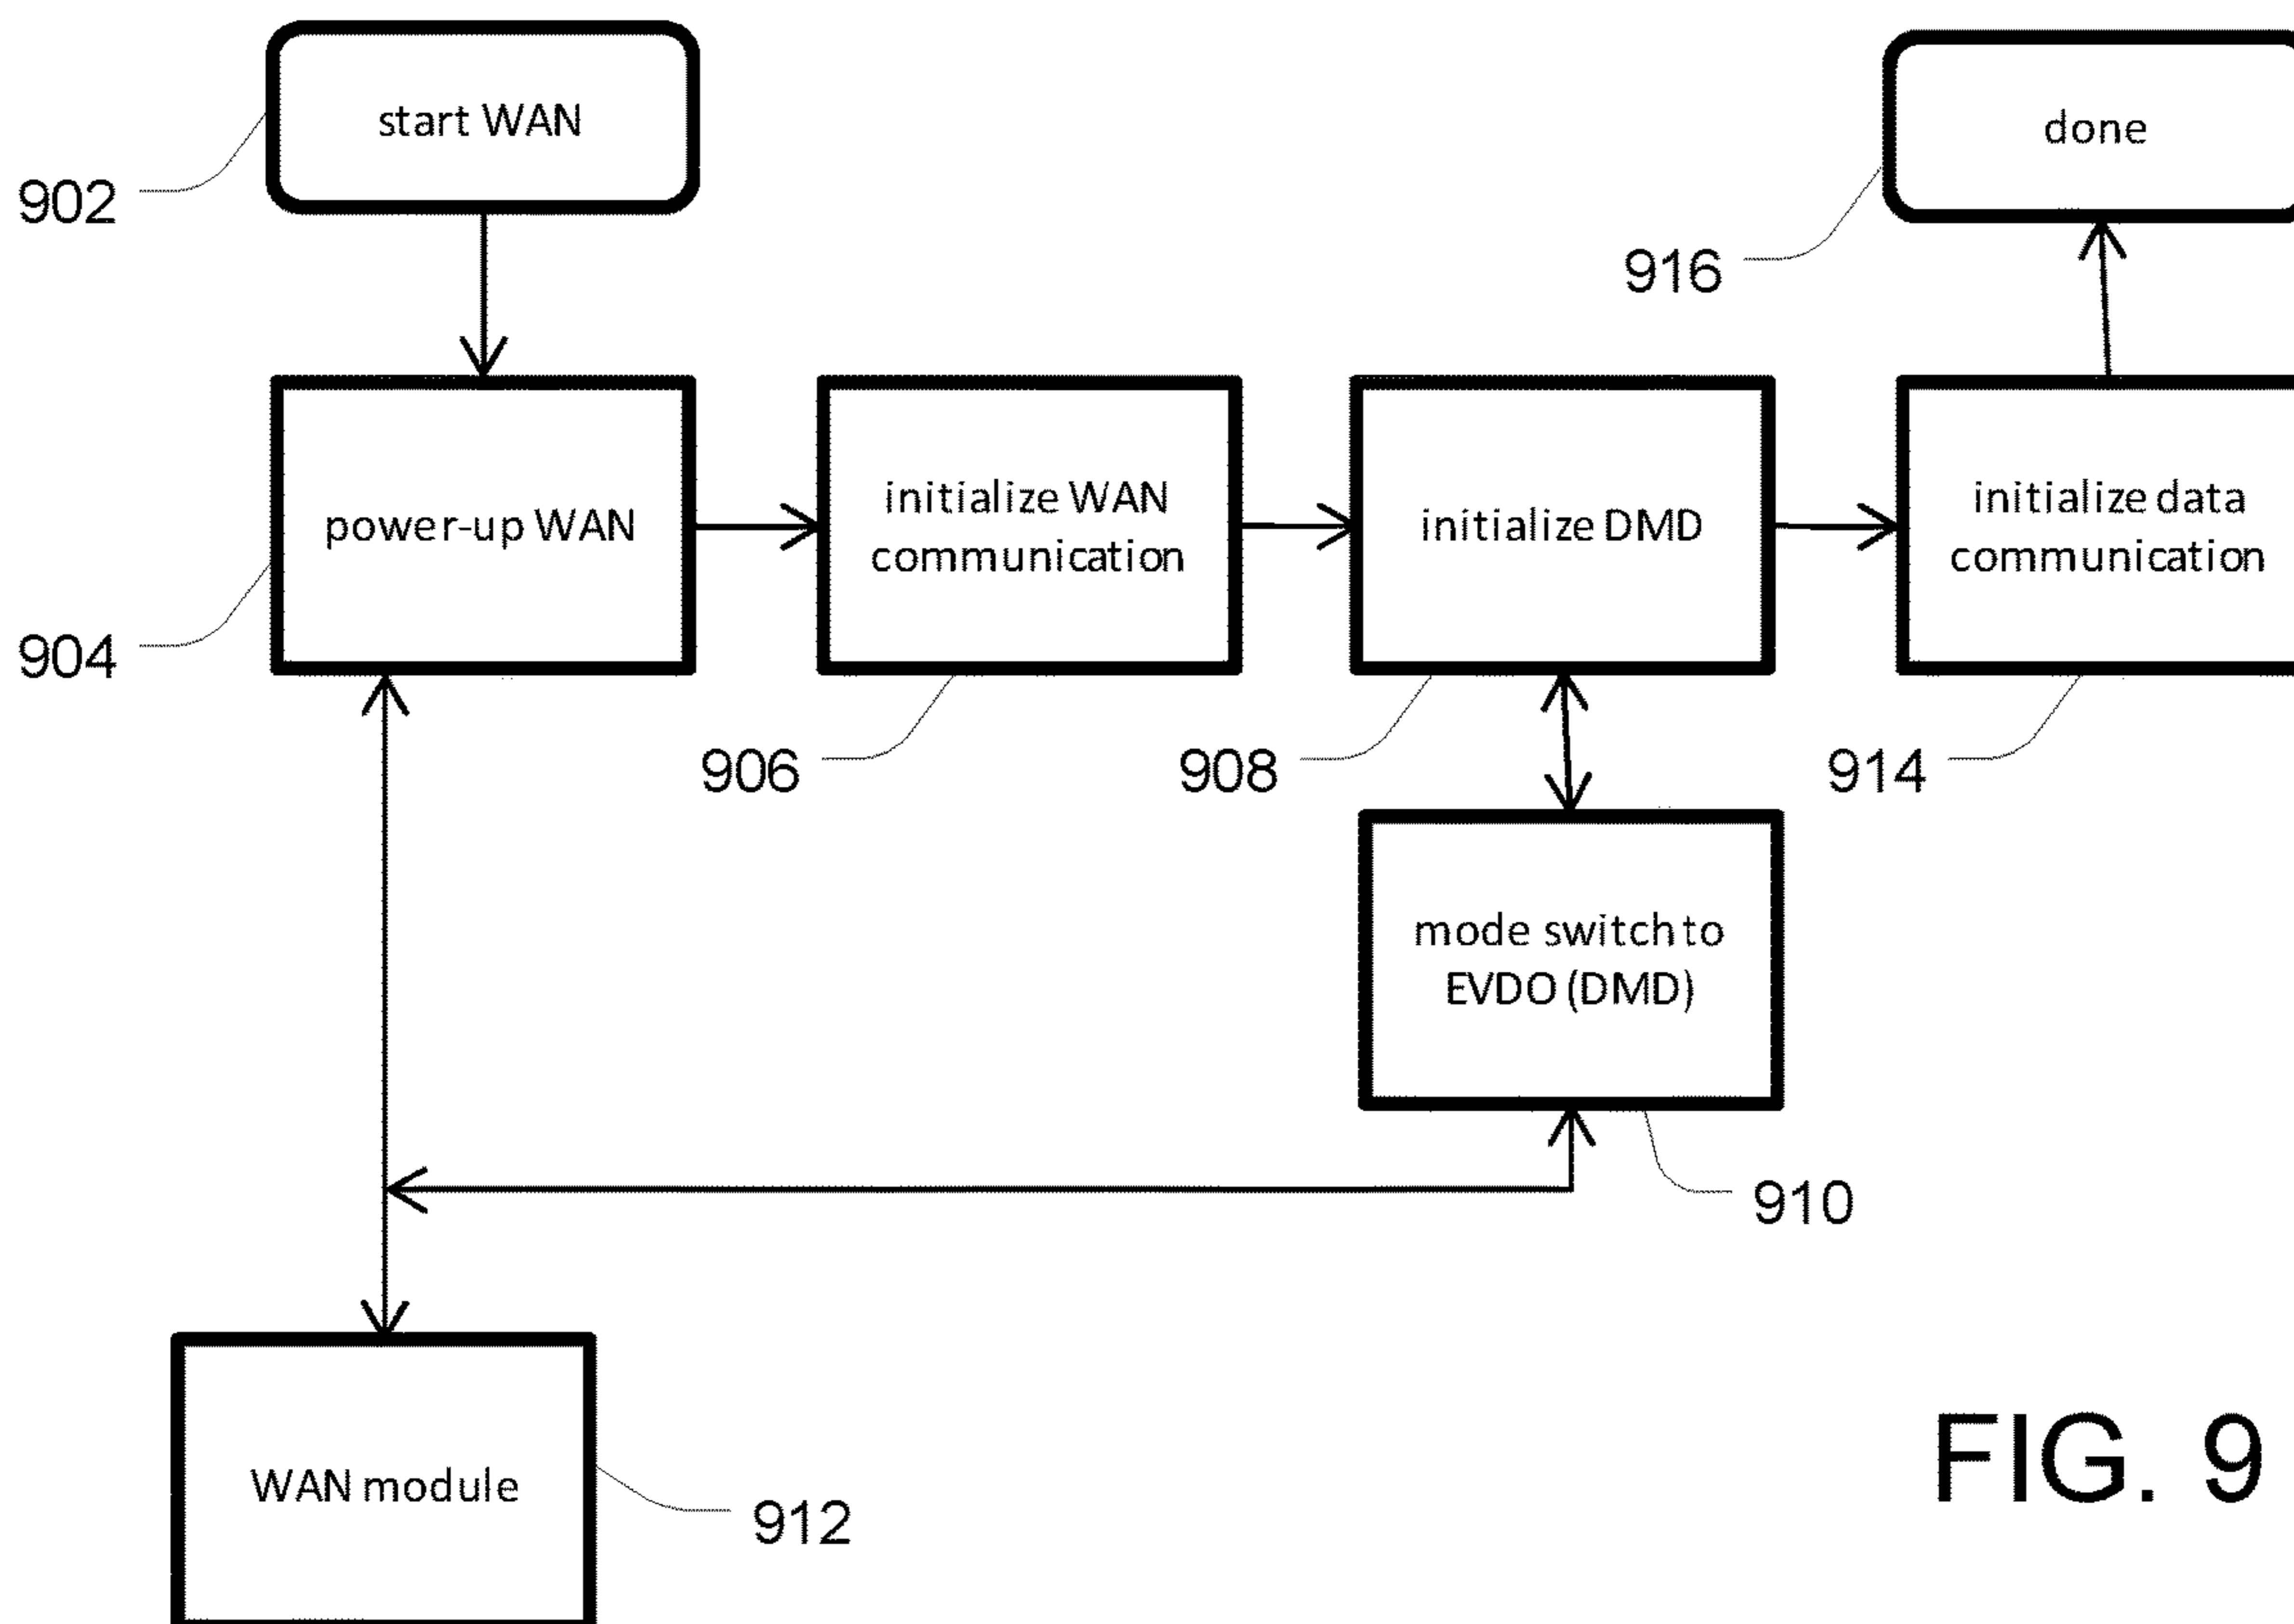 start WAN
done
902
916
power-up WAN
initialize WAN
communication
initialize DMD
initialize data
communication
904
906
908
914
mode switch to
EVDO (DMD)
910
WAN module
912
FIG. 9